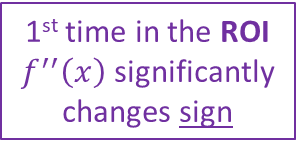 1st time in the ROI
f''(x) significantly
changes sign